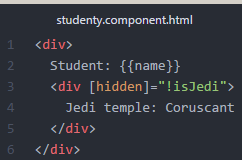 studenty.component.html
1 <div>
2 Student: {{name}}
3 <div [hidden]="!isJedi">
4 Jedi temple: Coruscant
5 </div>
6 </div>